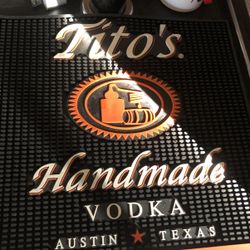 Tito's.
Handmade
VODKA
AUSTIN ★ TEXAS